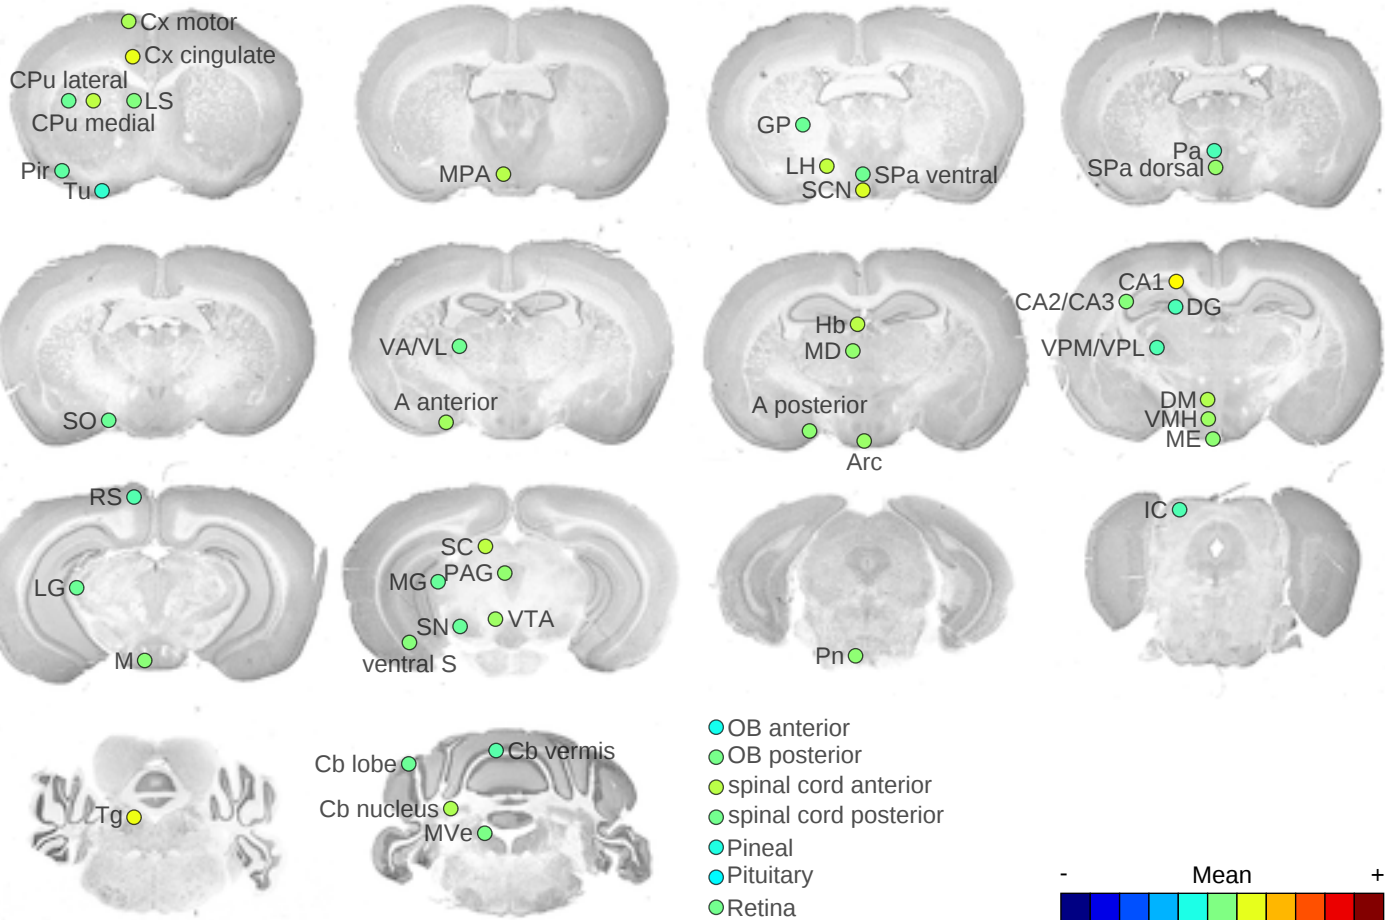 Cx motor
Cx cingulate
CPu lateral
LS
CPu medial
Pir
Tu
MPA
GP
LH
SPa ventral
SCN
Pa
SPa dorsal
SO
VA/VL
A anterior
Hb
MD
A posterior
Arc
CA1
CA2/CA3
DG
VPM/VPL
DM
VMH
ME
RS
LG
M
SC
MG
PAG
SN
VTA
ventral S
Pn
IC
Tg
Cb lobe
Cb vermis
Cb nucleus
MVe
OB anterior
OB posterior
spinal cord anterior
spinal cord posterior
Pineal
Pituitary
Retina
- Mean +